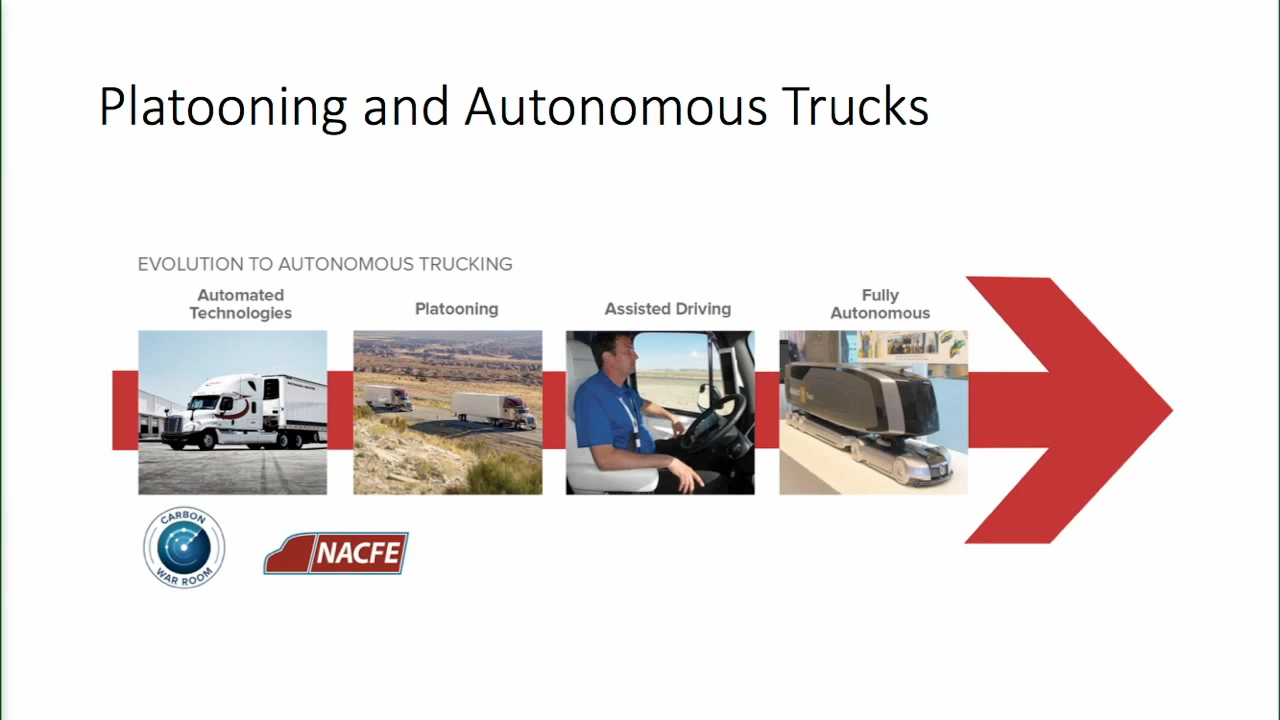 Platooning and Autonomous Trucks
EVOLUTION TO AUTONOMOUS TRUCKING
Automated
Technologies
Platooning
Assisted Driving
Fully
Autonomous
CARBON
WAR ROOM
NACFE